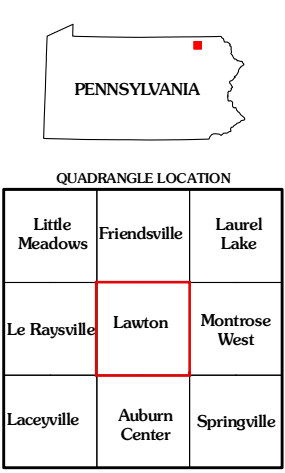 PENNSYLVANIA
QUADRANGLE LOCATION
Little
Meadows
Friendsville
Laurel
Lake
Le Raysville
Lawton
Montrose
West
Laceyville
Auburn
Center
Springville